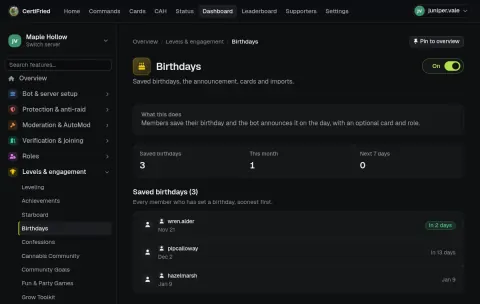 CertiFried
Home
Commands
Cards
CAH
Status
Dashboard
Leaderboard
Supporters
Settings
JV
juniper.vale
JV
Maple Hollow
Switch server
Search features...
Overview
Bot & server setup
Protection & anti-raid
Moderation & AutoMod
Verification & joining
Roles
Levels & engagement
Leveling
Achievements
Starboard
Birthdays
Confessions
Cannabis Community
Community Goals
Fun & Party Games
Grow Toolkit
Overview
Levels & engagement
Birthdays
Pin to overview
Birthdays
On
Saved birthdays, the announcement, cards and imports.
What this does
Members save their birthday and the bot announces it on the day, with an optional card and role.
Saved birthdays
3
This month
1
Next 7 days
0
Saved birthdays (3)
Every member who has set a birthday, soonest first.
wren.alder
Nov 21
in 2 days
pipcalloway
Dec 2
in 13 days
hazelmarsh
Jan 9
Jan 9